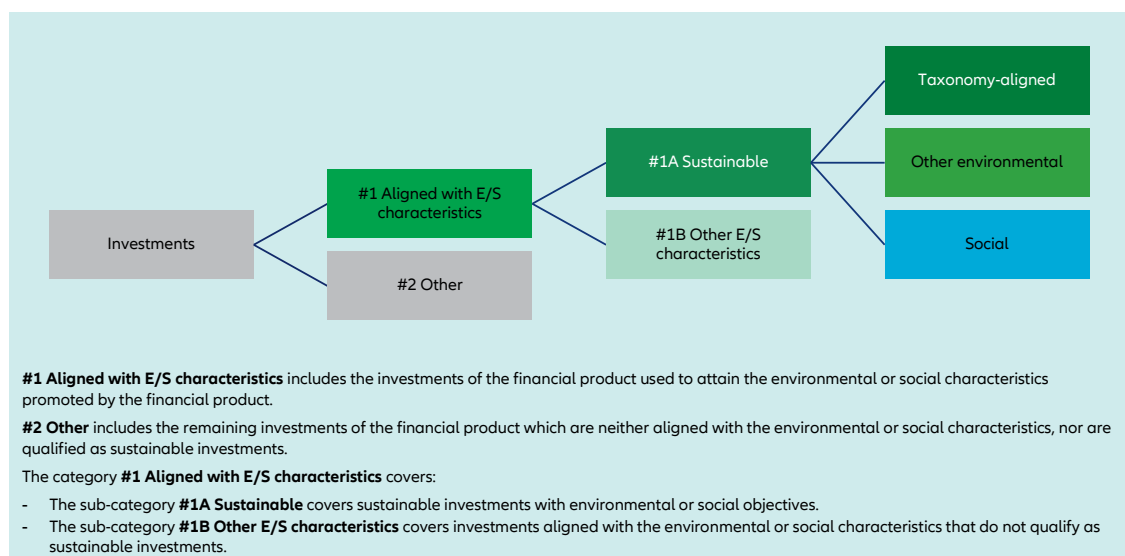 Taxonomy-aligned
#1A Sustainable
Other environmental
#1 Aligned with E/S
characteristics
Investments
#1B Other E/S
characteristics
Social
#2 Other
#1 Aligned with E/S characteristics includes the investments of the financial product used to attain the environmental or social characteristics
promoted by the financial product.
#2 Other includes the remaining investments of the financial product which are neither aligned with the environmental or social characteristics, nor are
qualified as sustainable investments.
The category #1 Aligned with E/S characteristics covers:
- The sub-category #1A Sustainable covers sustainable investments with environmental or social objectives.
- The sub-category #1B Other E/S characteristics covers investments aligned with the environmental or social characteristics that do not qualify as
sustainable investments.